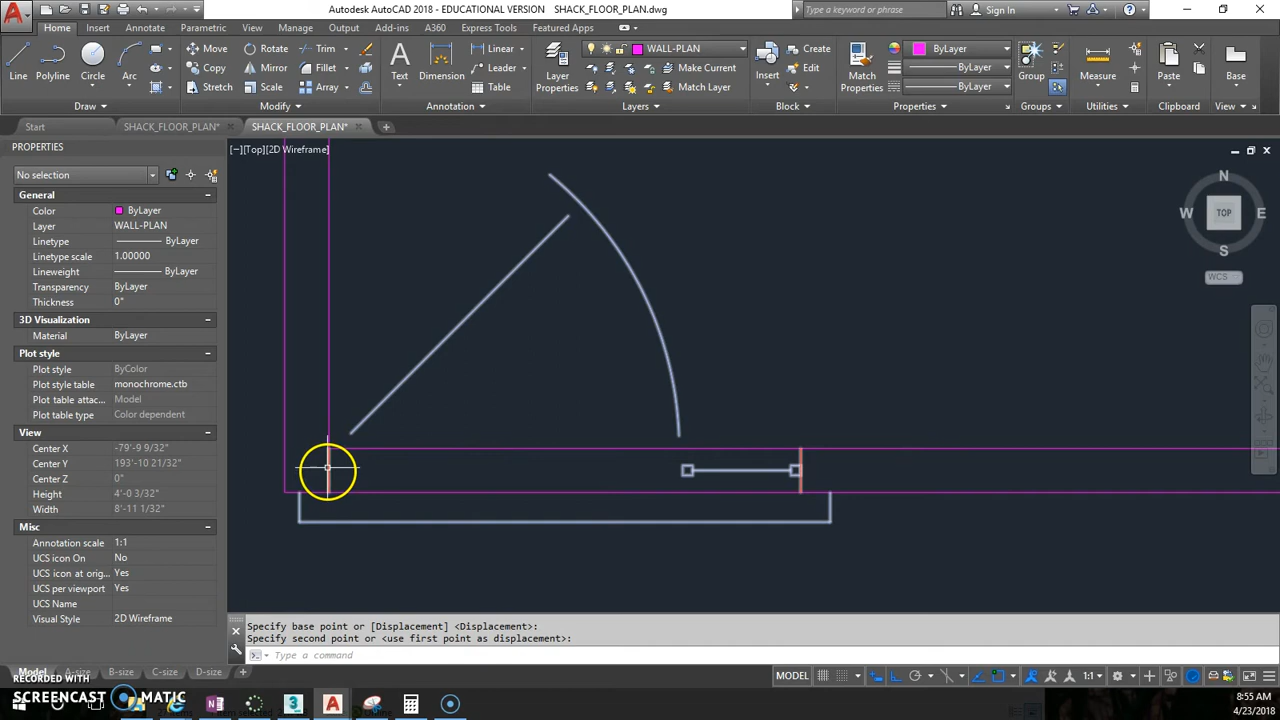 Autodesk AutoCAD 2018 - EDUCATIONAL VERSION SHACK_FLOOR_PLAN.dwg
Type a keyword or phrase
Sign In
Home Insert Annotate Parametric View Manage Output Add-ins A360 Express Tools Featured Apps
Line Polyline Circle Arc
Move Rotate Trim
Copy Mirror Fillet
Stretch Scale Array
Text Dimension
Linear
Leader
Table
Layer Properties
WALL-PLAN
Make Current
Match Layer
Insert
Create
Edit
Match Properties
ByLayer
ByLayer
ByLayer
Group
Measure
Paste
Base
Draw Modify Annotation Layers Block Properties Groups Utilities Clipboard View
Start SHACK_FLOOR_PLAN* SHACK_FLOOR_PLAN*
PROPERTIES
[−][Top][2D Wireframe]
No selection
General
Color ByLayer
Layer WALL-PLAN
Linetype ByLayer
Linetype scale 1.00000
Lineweight ByLayer
Transparency ByLayer
Thickness 0"
3D Visualization
Material ByLayer
Plot style
Plot style ByColor
Plot style table monochrome.ctb
Plot table attac... Model
Plot table type Color dependent
View
Center X -79'-9 9/32"
Center Y 193'-10 21/32"
Center Z 0"
Height 4'-0 3/32"
Width 8'-11 1/32"
Misc
Annotation scale 1:1
UCS icon On No
UCS icon at orig... Yes
UCS per viewport Yes
UCS Name
Visual Style 2D Wireframe
N
W TOP E
S
WCS
Specify base point or [Displacement] <Displacement>:
Specify second point or <use first point as displacement>:
Type a command
Model A-size B-size C-size D-size
MODEL
1:1
RECORDED WITH
SCREENCAST MATIC
8:55 AM
4/23/2018